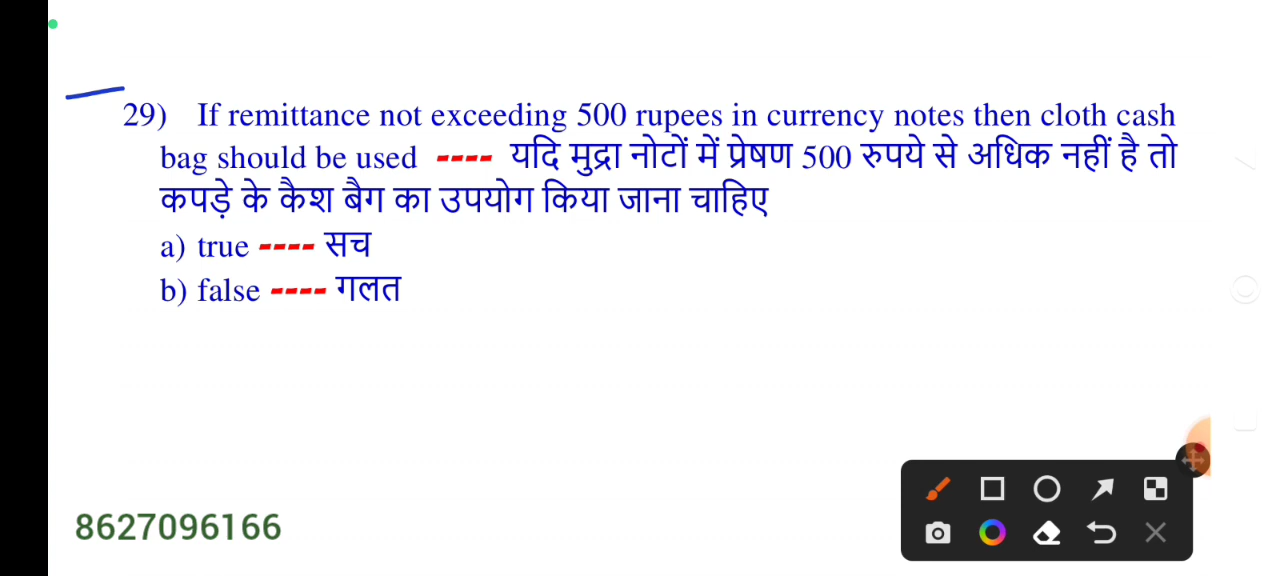 29) If remittance not exceeding 500 rupees in currency notes then cloth cash
bag should be used ---- यदि मुद्रा नोटों में प्रेषण 500 रुपये से अधिक नहीं है तो
कपड़े के कैश बैग का उपयोग किया जाना चाहिए
a) true ---- सच
b) false ---- गलत
8627096166